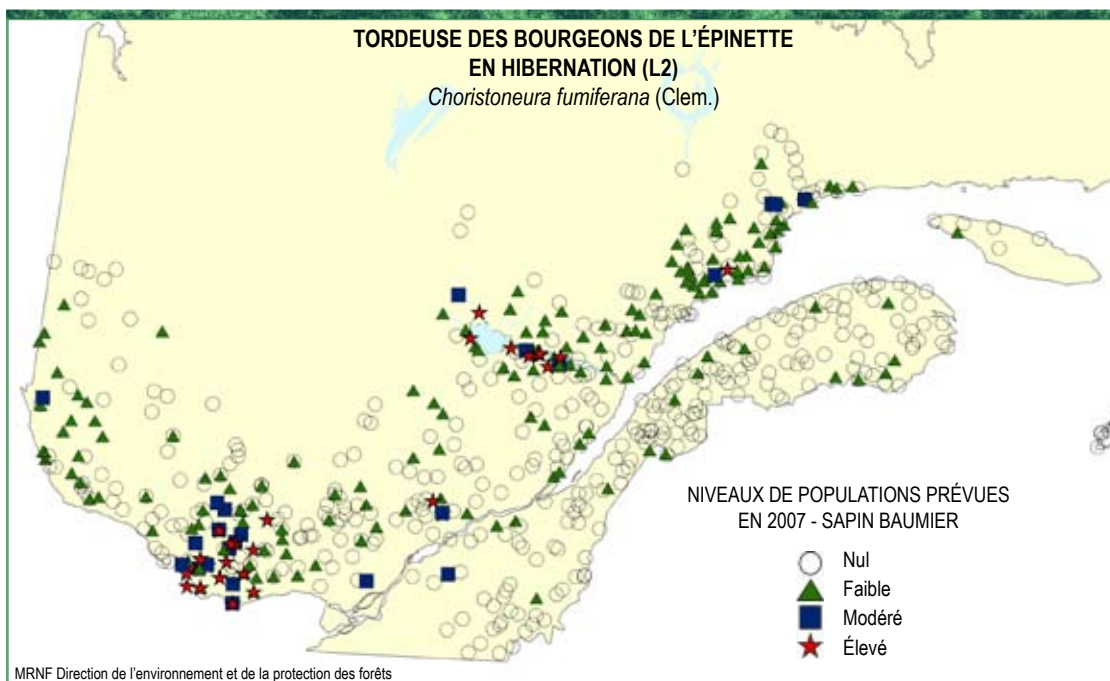 TORDEUSE DES BOURGEONS DE L'ÉPINETTE
EN HIBERNATION (L2)
Choristoneura fumiferana (Clem.)
NIVEAUX DE POPULATIONS PRÉVUES
EN 2007 - SAPIN BAUMIER
Nul
Faible
Modéré
Élevé
MRNF Direction de l'environnement et de la protection des forêts